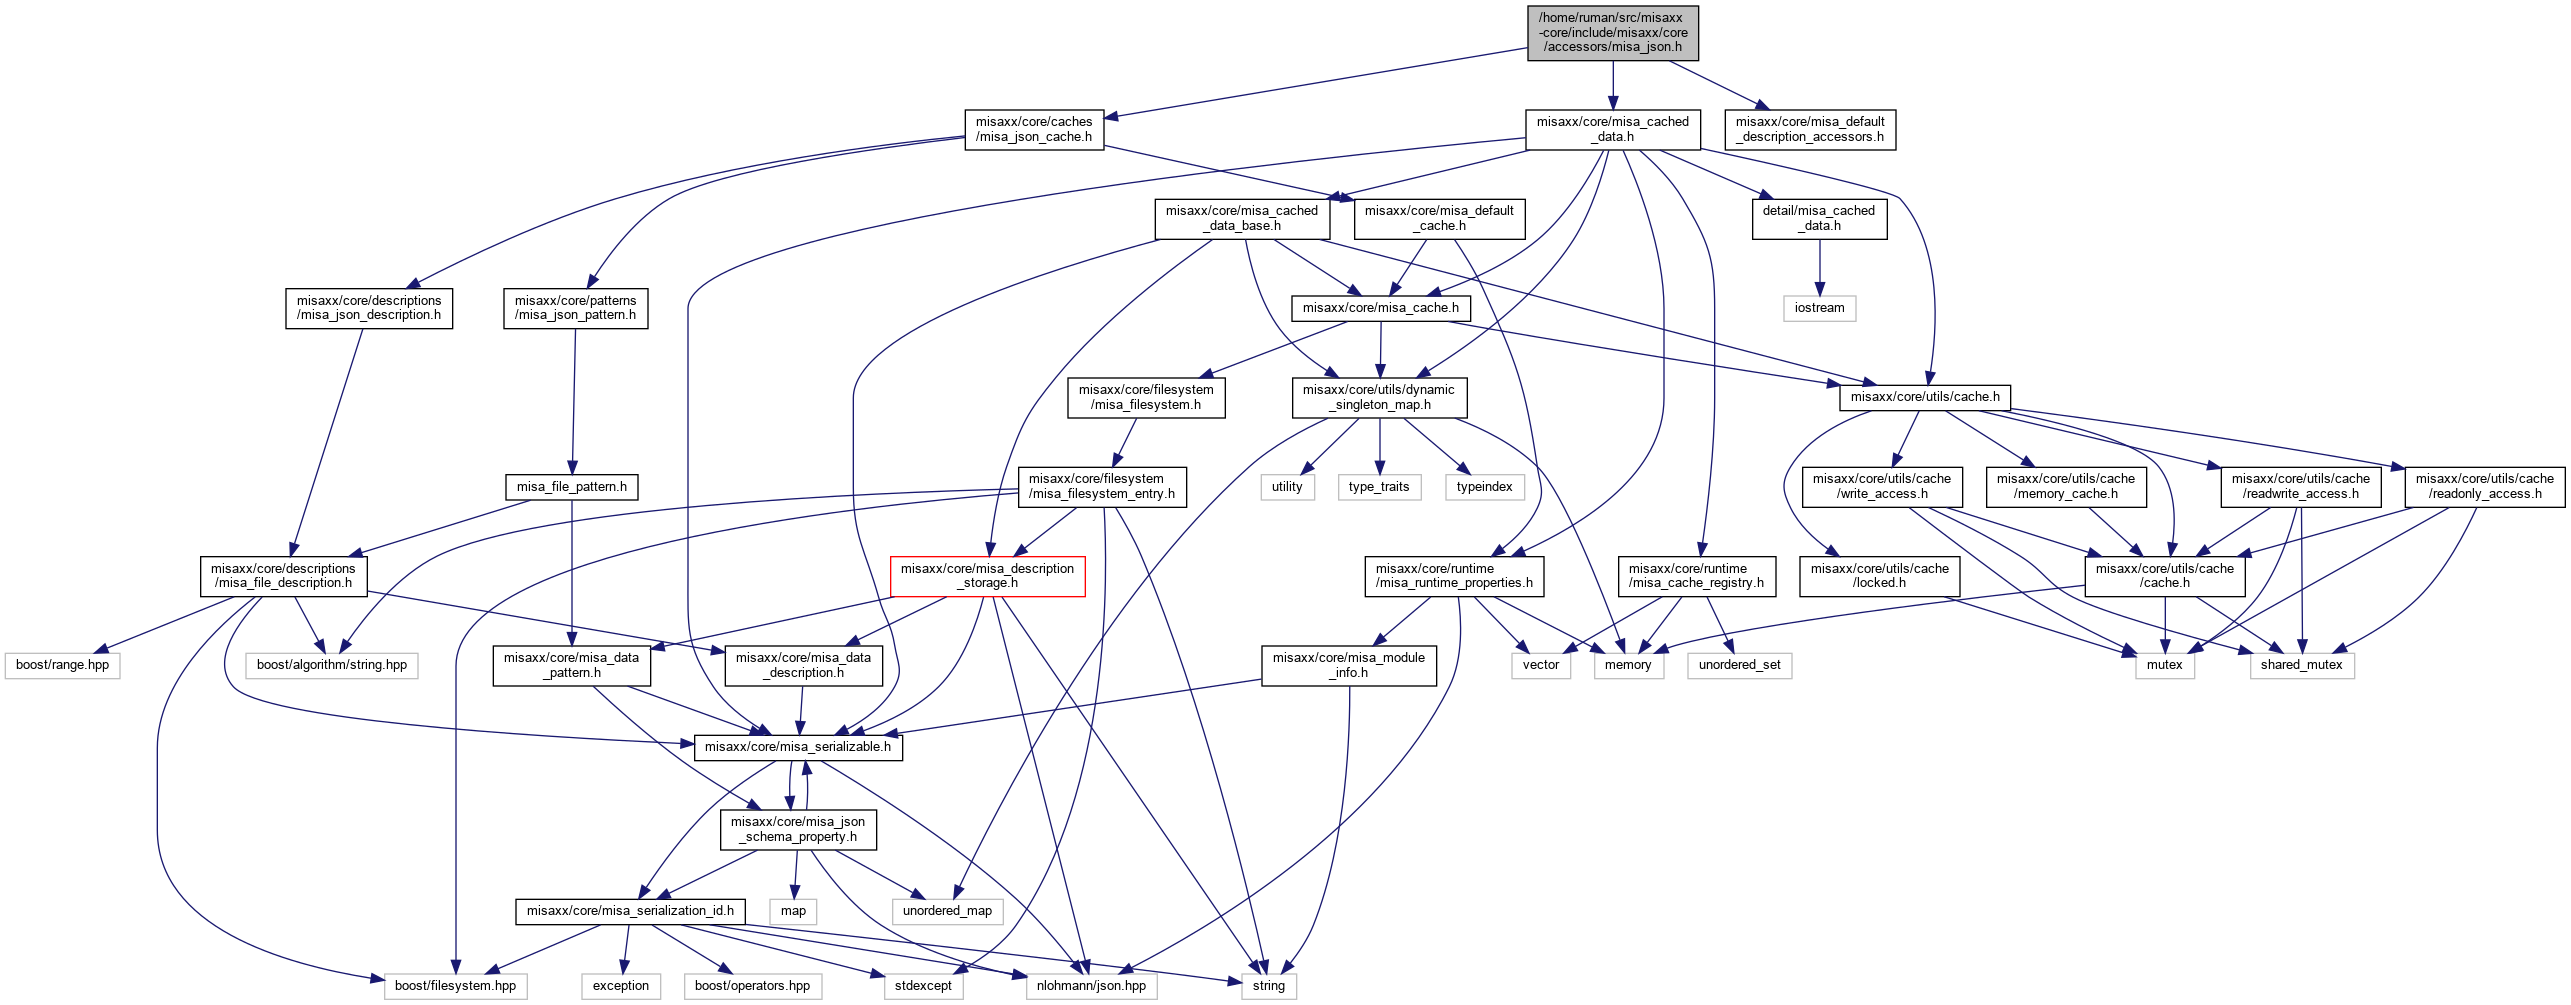 /home/ruman/src/misaxx
-core/include/misaxx/core
/accessors/misa_json.h
misaxx/core/caches
/misa_json_cache.h
misaxx/core/misa_cached
_data.h
misaxx/core/misa_default
_description_accessors.h
misaxx/core/misa_cached
_data_base.h
misaxx/core/misa_default
_cache.h
detail/misa_cached
_data.h
misaxx/core/descriptions
/misa_json_description.h
misaxx/core/patterns
/misa_json_pattern.h
misaxx/core/misa_cache.h
iostream
misaxx/core/filesystem
/misa_filesystem.h
misaxx/core/utils/dynamic
_singleton_map.h
misaxx/core/utils/cache.h
misa_file_pattern.h
misaxx/core/filesystem
/misa_filesystem_entry.h
utility
type_traits
typeindex
misaxx/core/utils/cache
/write_access.h
misaxx/core/utils/cache
/memory_cache.h
misaxx/core/utils/cache
/readwrite_access.h
misaxx/core/utils/cache
/readonly_access.h
misaxx/core/descriptions
/misa_file_description.h
misaxx/core/misa_description
_storage.h
misaxx/core/runtime
/misa_runtime_properties.h
misaxx/core/runtime
/misa_cache_registry.h
misaxx/core/utils/cache
/locked.h
misaxx/core/utils/cache
/cache.h
boost/range.hpp
boost/algorithm/string.hpp
misaxx/core/misa_data
_pattern.h
misaxx/core/misa_data
_description.h
misaxx/core/misa_module
_info.h
vector
memory
unordered_set
mutex
shared_mutex
misaxx/core/misa_serializable.h
misaxx/core/misa_json
_schema_property.h
misaxx/core/misa_serialization_id.h
map
unordered_map
boost/filesystem.hpp
exception
boost/operators.hpp
stdexcept
nlohmann/json.hpp
string